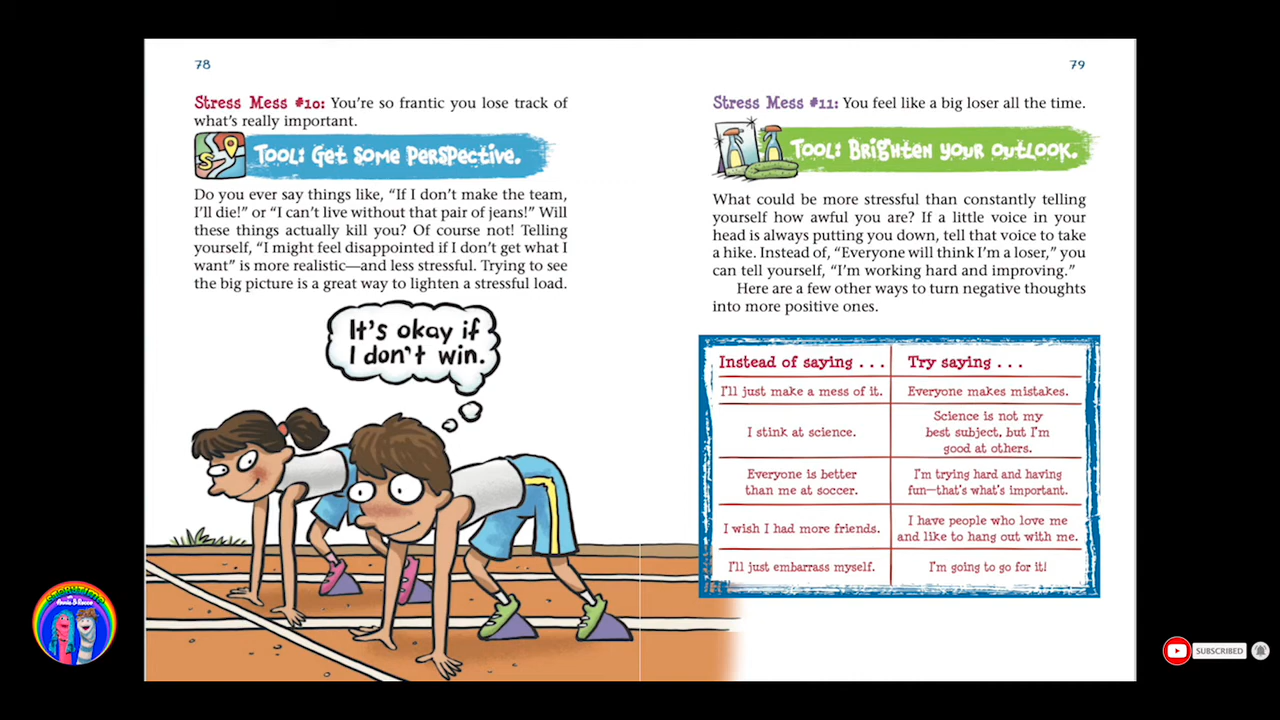 78
Stress Mess #10: You're so frantic you lose track of
what's really important.
Tool: Get Some Perspective.
Do you ever say things like, “If I don't make the team,
I'll die!” or “I can't live without that pair of jeans!” Will
these things actually kill you? Of course not! Telling
yourself, “I might feel disappointed if I don't get what I
want” is more realistic—and less stressful. Trying to see
the big picture is a great way to lighten a stressful load.
It's okay if
I don't win.
79
Stress Mess #11: You feel like a big loser all the time.
Tool: Brighten your outlook.
What could be more stressful than constantly telling
yourself how awful you are? If a little voice in your
head is always putting you down, tell that voice to take
a hike. Instead of, “Everyone will think I'm a loser,” you
can tell yourself, “I'm working hard and improving.”
Here are a few other ways to turn negative thoughts
into more positive ones.
Instead of saying . . . Try saying . . .
I'll just make a mess of it. Everyone makes mistakes.
I stink at science.
Science is not my
best subject, but I'm
good at others.
Everyone is better
than me at soccer.
I'm trying hard and having
fun—that's what's important.
I wish I had more friends.
I have people who love me
and like to hang out with me.
I'll just embarrass myself. I'm going to go for it!
SUBSCRIBED